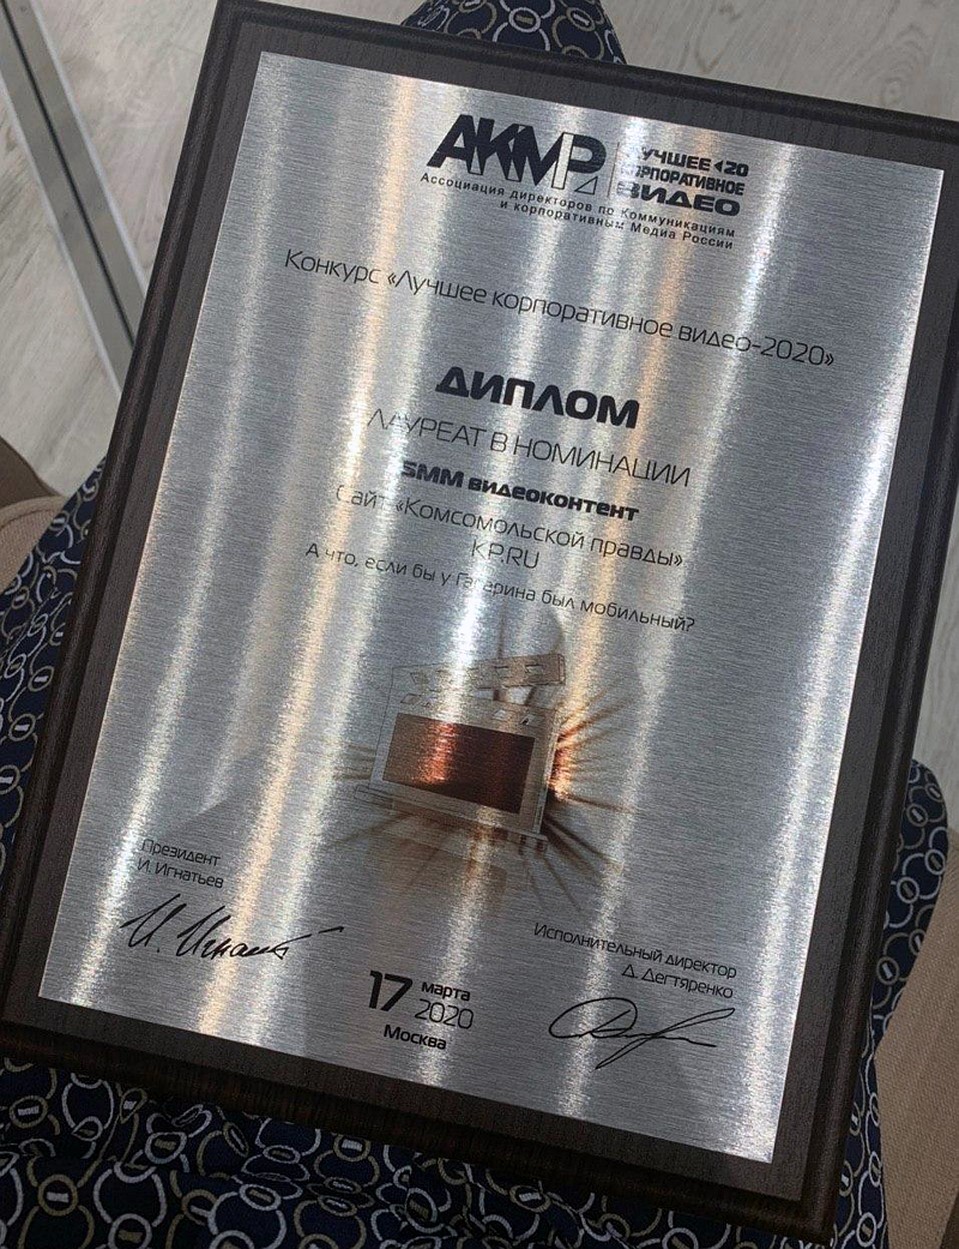 АКМР
ЛУЧШЕЕ 20
КОРПОРАТИВНОЕ
ВИДЕО
Ассоциация директоров по Коммуникациям
и корпоративным Медиа России
Конкурс «Лучшее корпоративное видео-2020»
ДИПЛОМ
ЛАУРЕАТ В НОМИНАЦИИ
SMM видеоконтент
Сайт «Комсомольской правды»
KP.RU
А что, если бы у Гагарина был мобильный?
Президент
И. Игнатьев
Исполнительный директор
Д. Дегтяренко
17 марта
2020
Москва